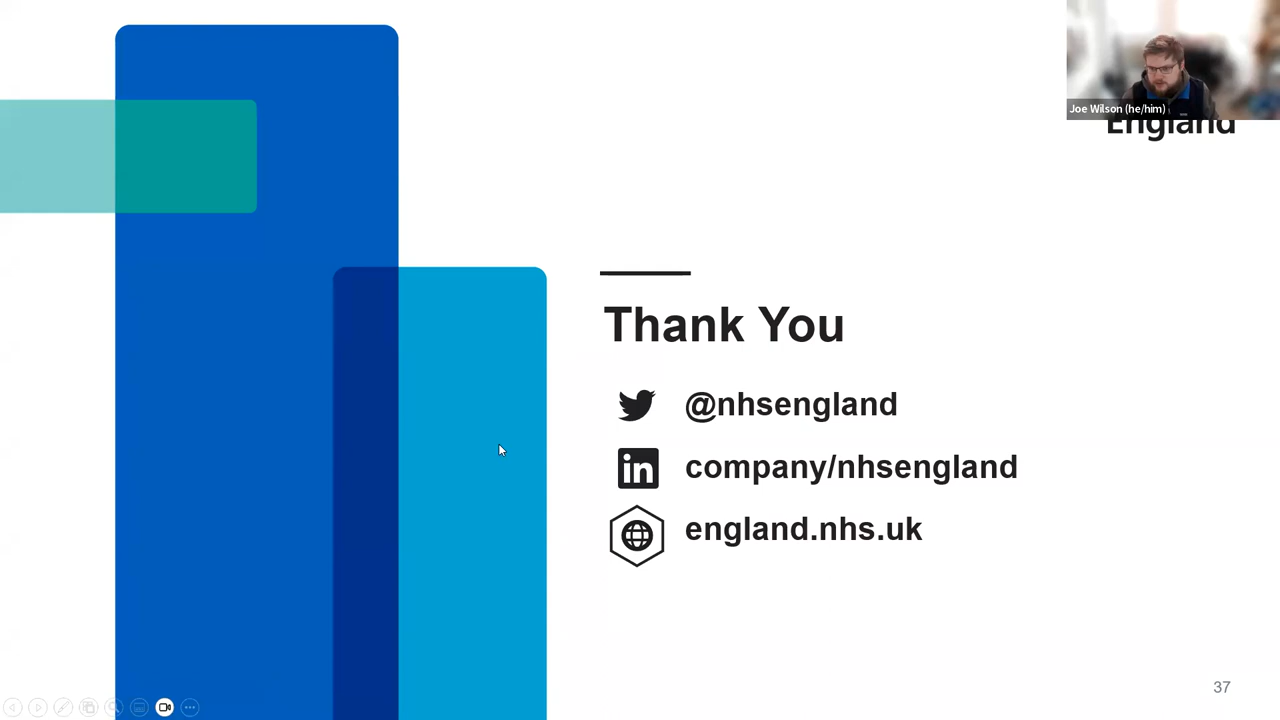 Joe Wilson (he/him)
England
Thank You
@nhsengland
company/nhsengland
england.nhs.uk
37